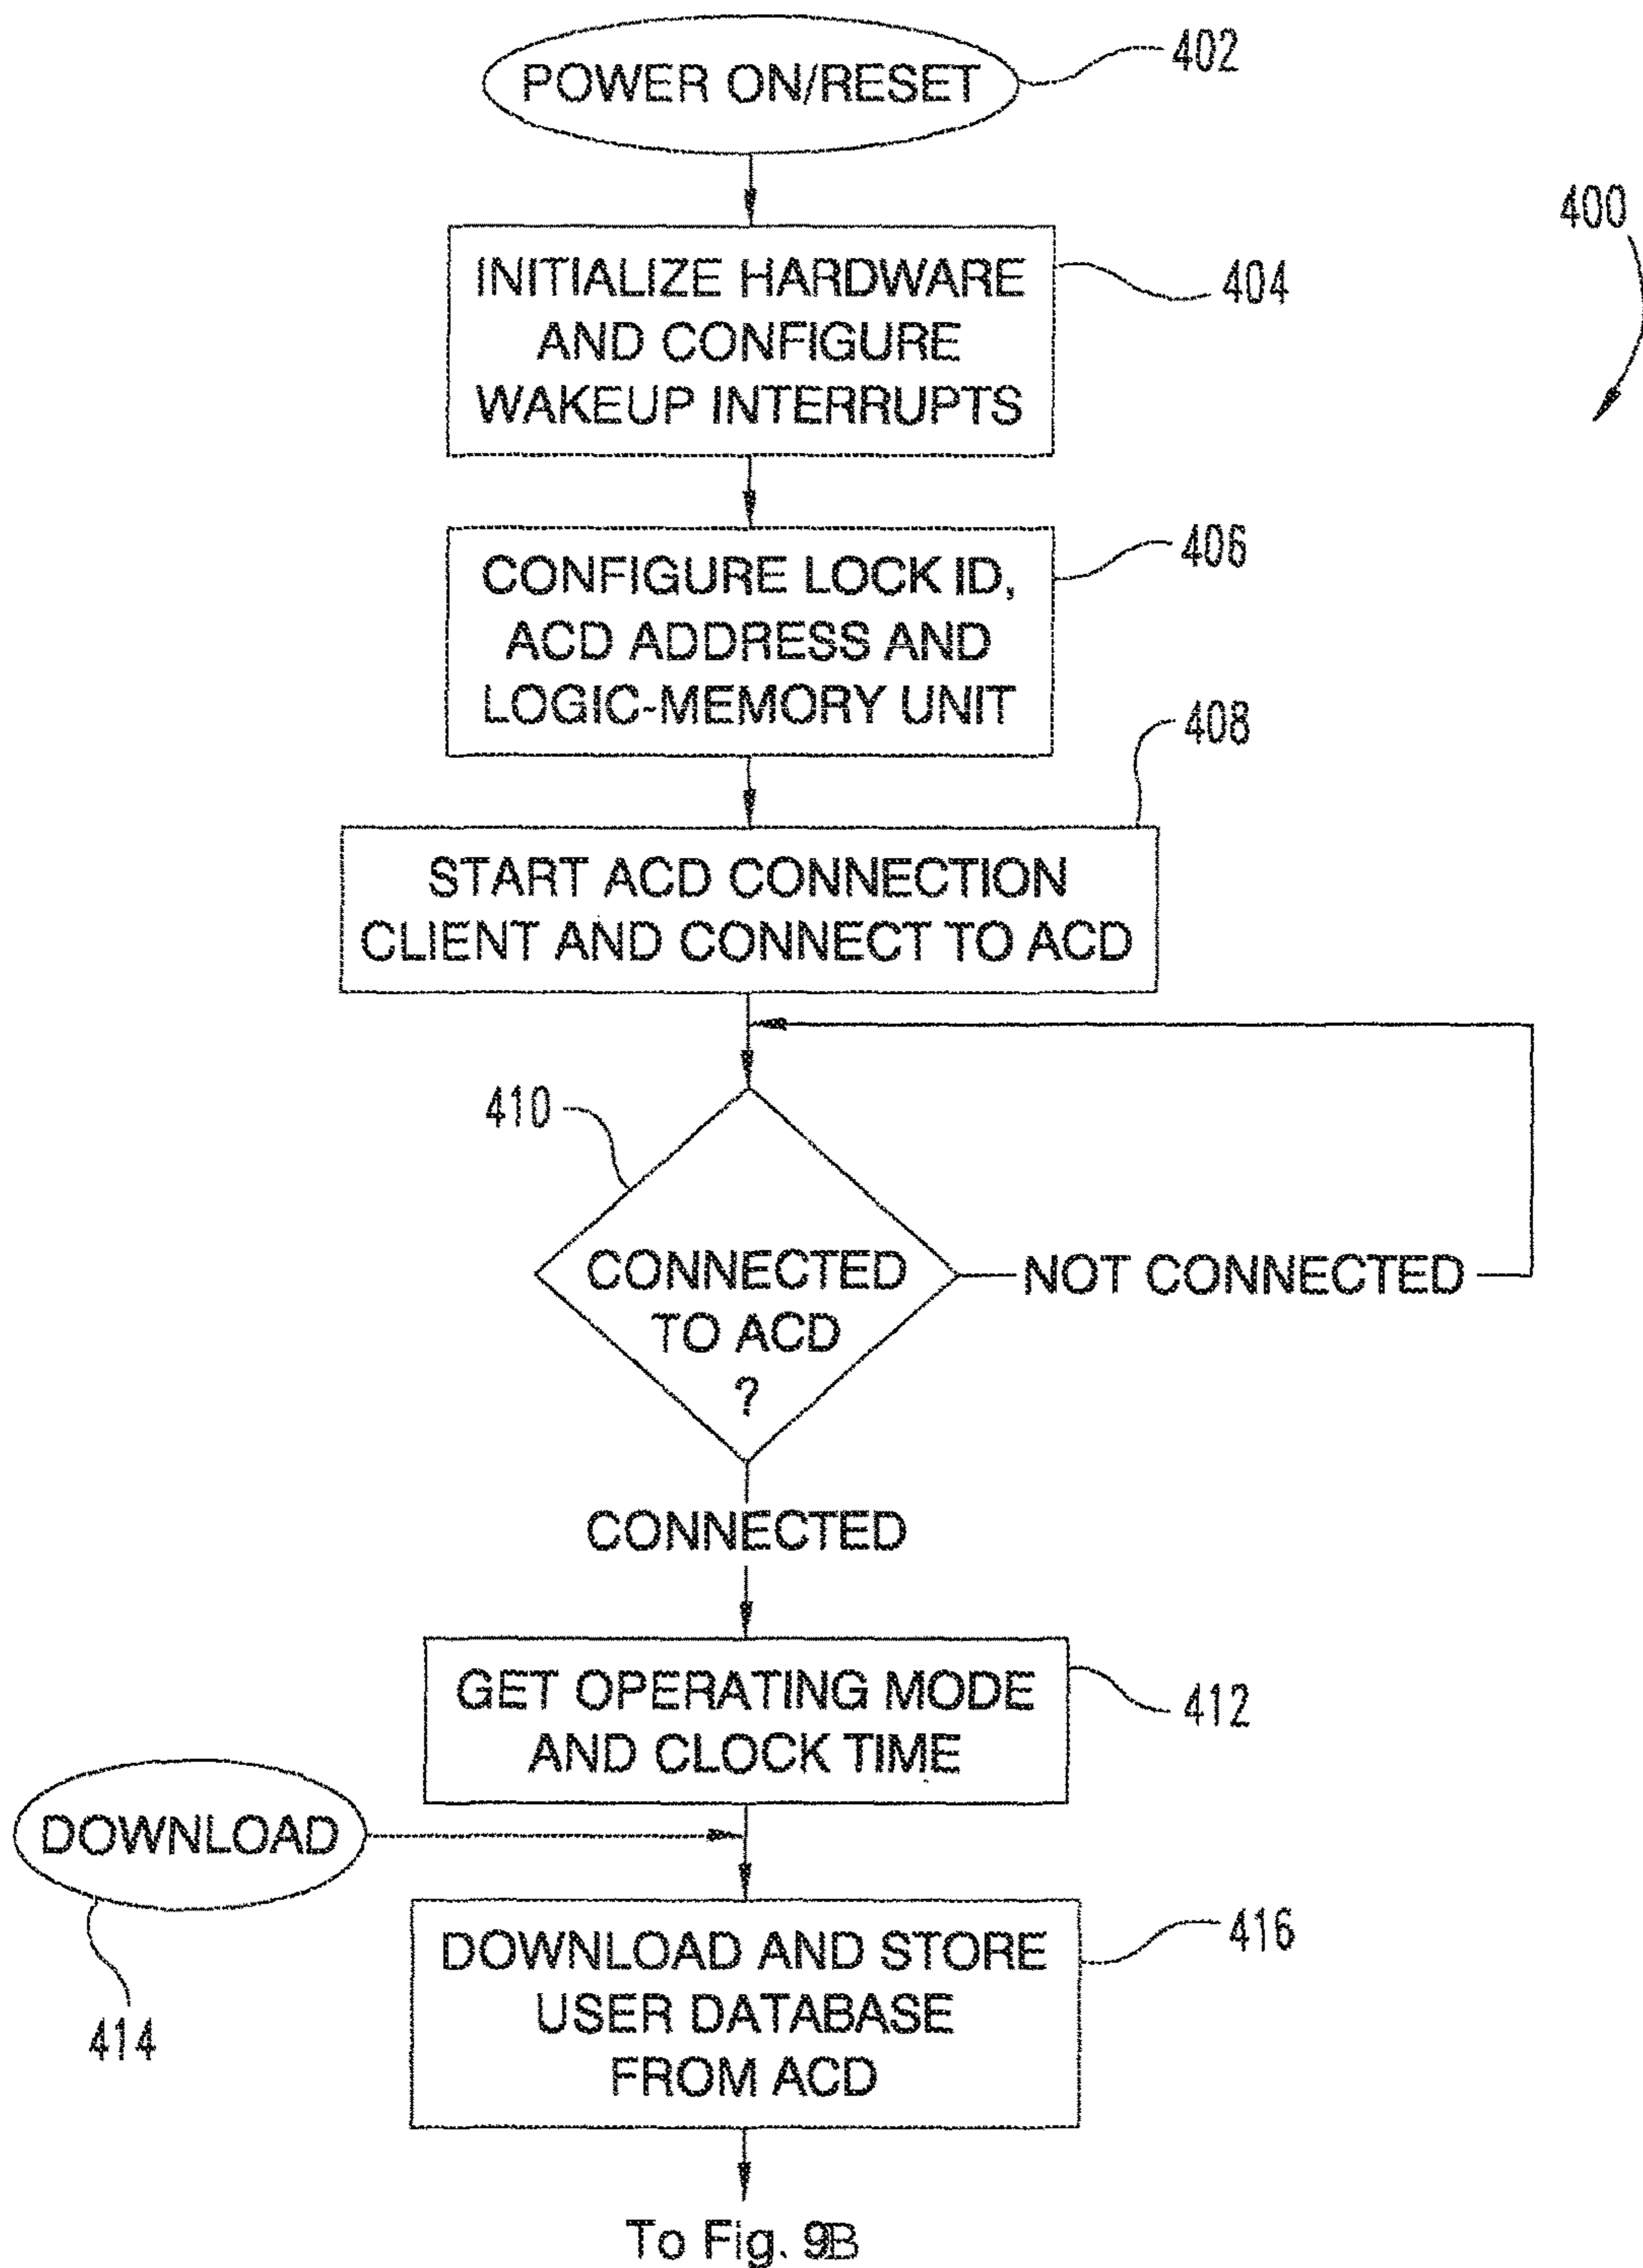 POWER ON/RESET
402
400
INITIALIZE HARDWARE
AND CONFIGURE
WAKEUP INTERRUPTS
404
CONFIGURE LOCK ID,
ACD ADDRESS AND
LOGIC-MEMORY UNIT
406
408
START ACD CONNECTION
CLIENT AND CONNECT TO ACD
410
CONNECTED
TO ACD
?
NOT CONNECTED
CONNECTED
GET OPERATING MODE
AND CLOCK TIME
412
DOWNLOAD
414
DOWNLOAD AND STORE
USER DATABASE
FROM ACD
416
To Fig. 9B